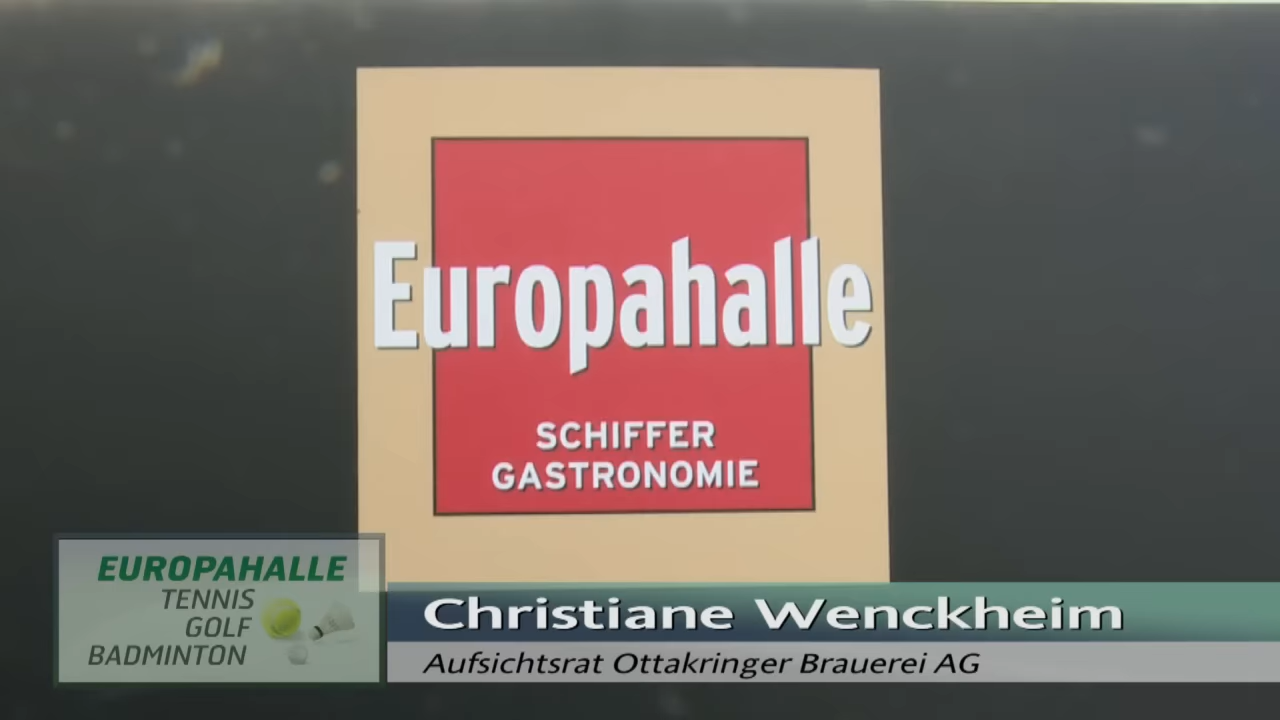 Europahalle
SCHIFFER
GASTRONOMIE
EUROPAHALLE
TENNIS
GOLF
BADMINTON
Christiane Wenckheim
Aufsichtsrat Ottakringer Brauerei AG